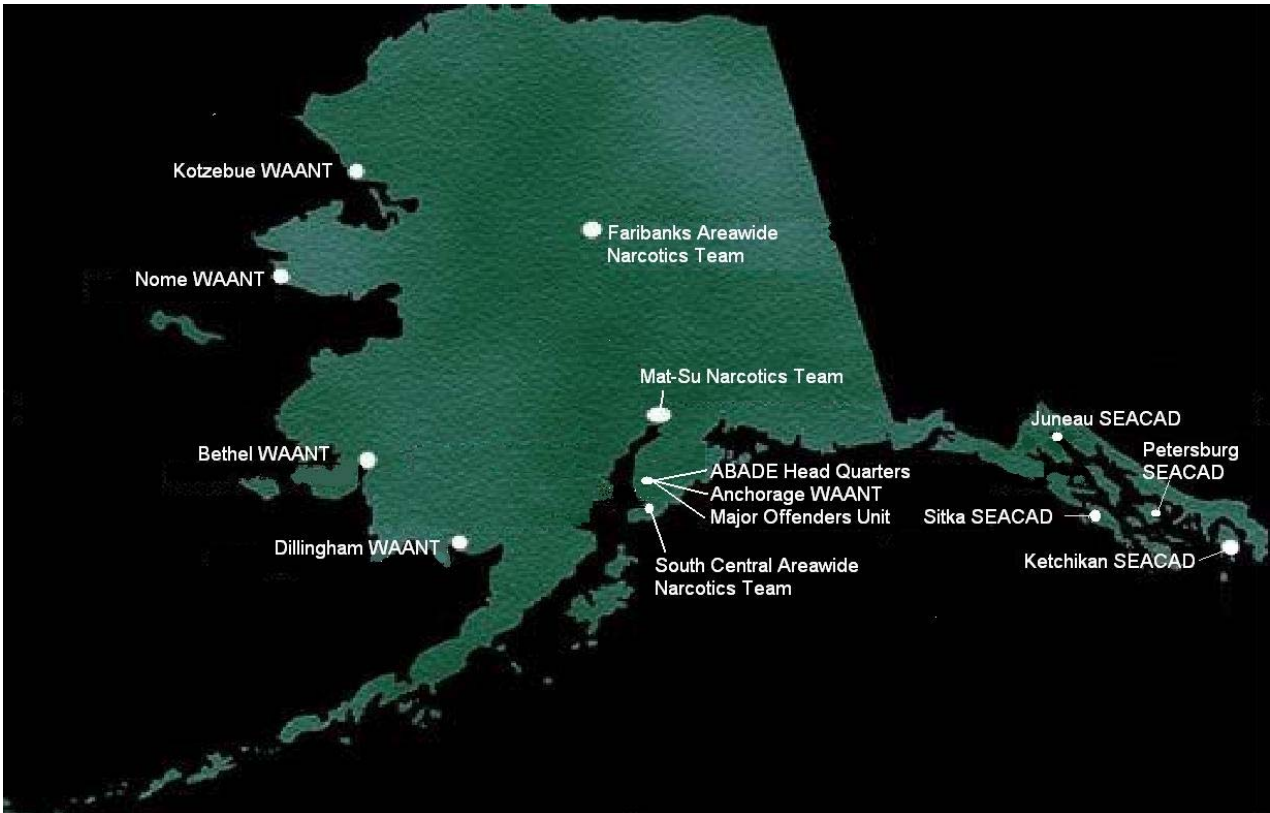 Kotzebue WAANT
Faribanks Areawide
Narcotics Team
Nome WAANT
Mat-Su Narcotics Team
Juneau SEACAD
Petersburg
SEACAD
Bethel WAANT
ABADE Head Quarters
Anchorage WAANT
Major Offenders Unit
Sitka SEACAD
Dillingham WAANT
Ketchikan SEACAD
South Central Areawide
Narcotics Team